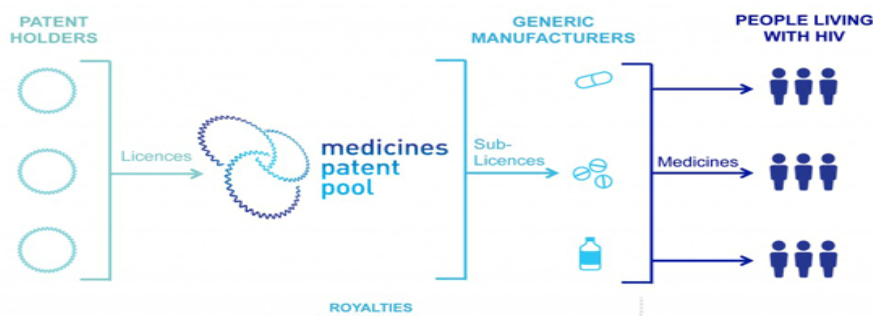 PATENT
HOLDERS
GENERIC
MANUFACTURERS
PEOPLE LIVING
WITH HIV
Licences
medicines
patent
pool
Sub-
Licences
Medicines
ROYALTIES